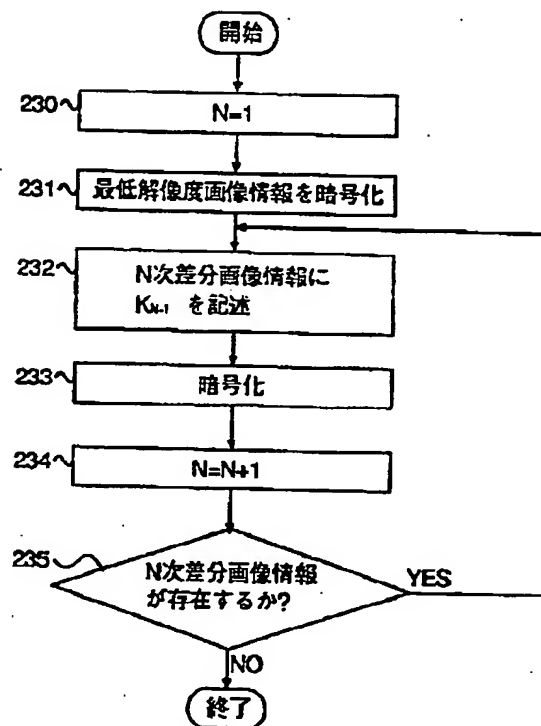 開始
230
N=1
231
最低解像度画像情報を暗号化
232
N次差分画像情報に
KN-1 を記述
233
暗号化
234
N=N+1
235
N次差分画像情報
が存在するか?
YES
NO
終了